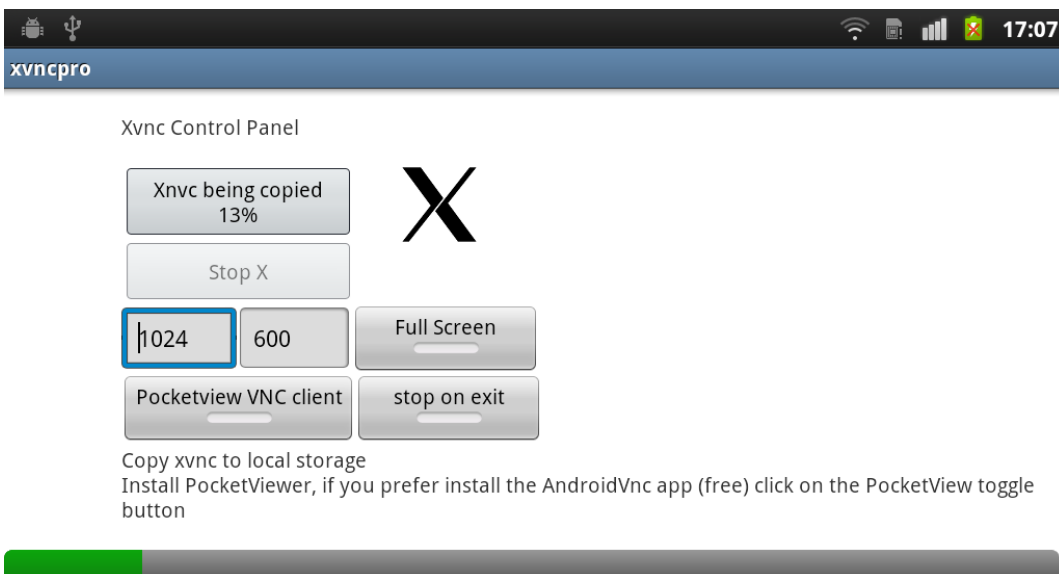 17:07
xvncpro
Xvnc Control Panel
Xnvc being copied
13%
Stop X
1024 600 Full Screen
Pocketview VNC client stop on exit
Copy xvnc to local storage
Install PocketViewer, if you prefer install the AndroidVnc app (free) click on the PocketView toggle
button